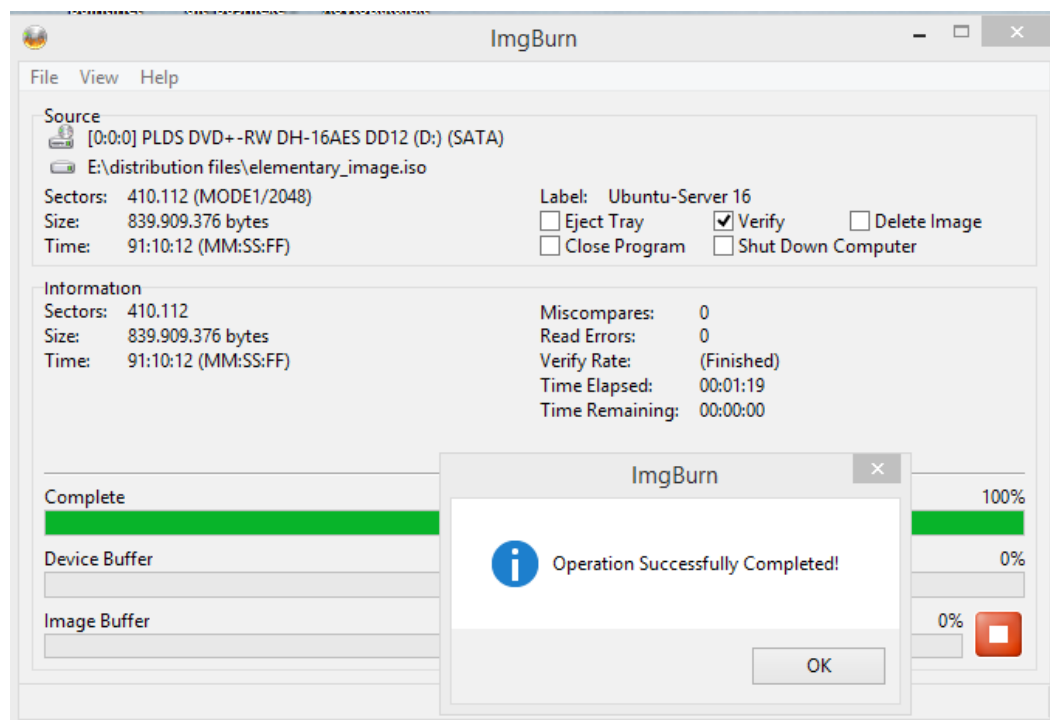 ImgBurn
File View Help
Source
[0:0:0] PLDS DVD+-RW DH-16AES DD12 (D:) (SATA)
E:\distribution files\elementary_image.iso
Sectors: 410.112 (MODE1/2048) Label: Ubuntu-Server 16
Size: 839.909.376 bytes Eject Tray Verify Delete Image
Time: 91:10:12 (MM:SS:FF) Close Program Shut Down Computer
Information
Sectors: 410.112 Miscompares: 0
Size: 839.909.376 bytes Read Errors: 0
Time: 91:10:12 (MM:SS:FF) Verify Rate: (Finished)
Time Elapsed: 00:01:19
Time Remaining: 00:00:00
ImgBurn
Complete 100%
Device Buffer 0%
Operation Successfully Completed!
Image Buffer 0%
OK